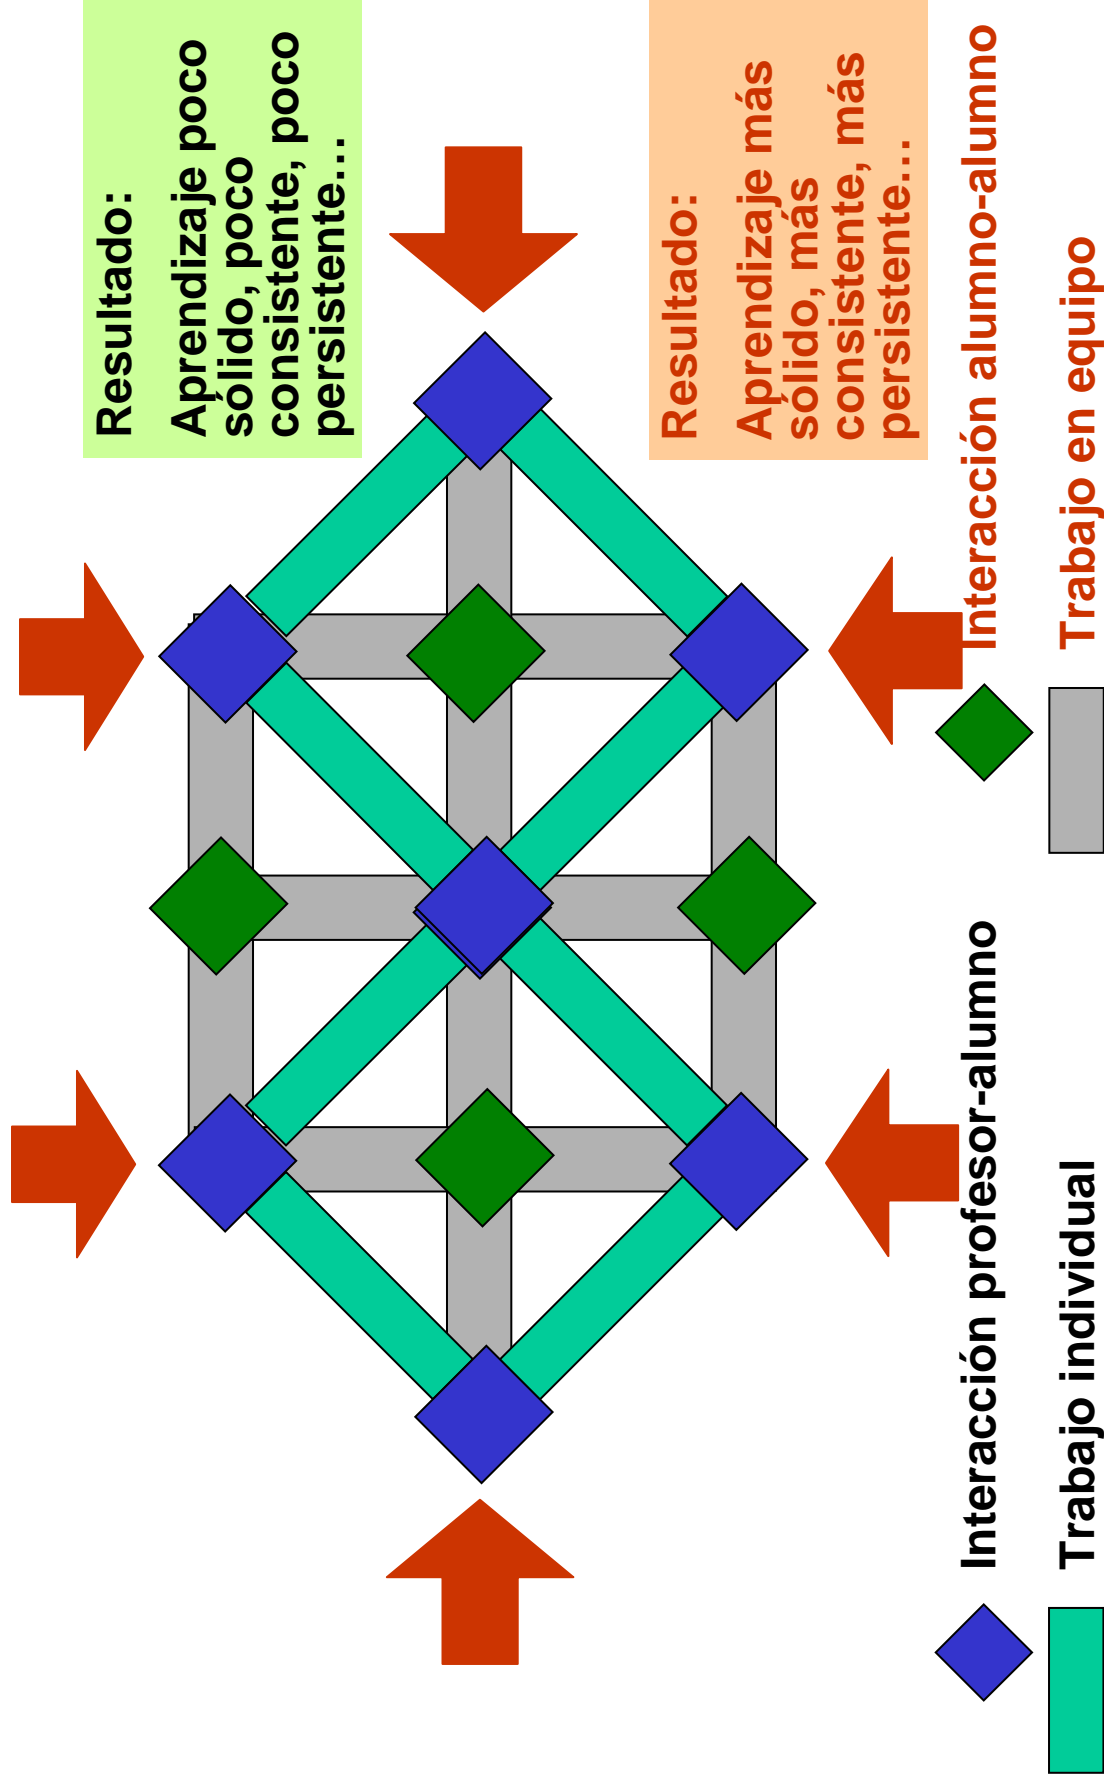 Resultado:
Aprendizaje poco
sólido, poco
consistente, poco
persistente…
Resultado:
Aprendizaje más
sólido, más
consistente, más
persistente…
Interacción profesor-alumno
Interacción alumno-alumno
Trabajo individual
Trabajo en equipo